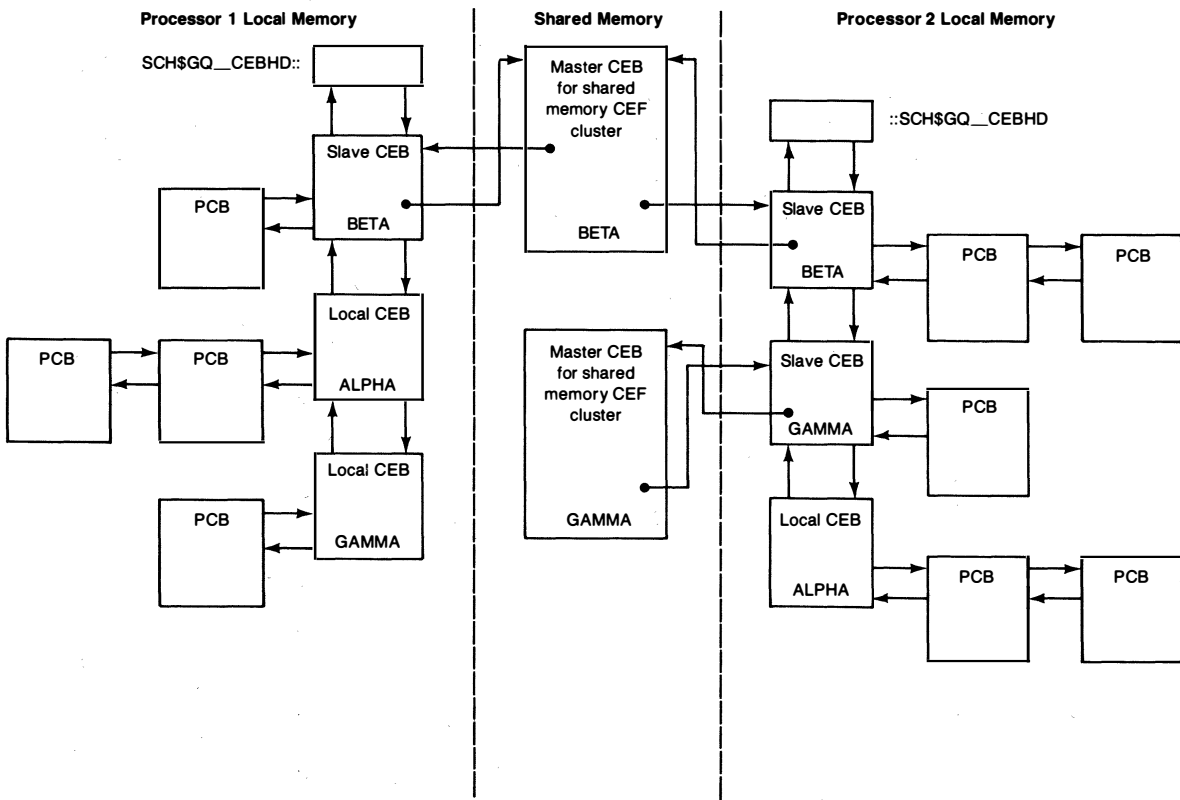 Processor 1 Local Memory
Shared Memory
Processor 2 Local Memory
SCH$GQ__CEBHD::
Slave CEB
BETA
PCB
Local CEB
ALPHA
PCB
PCB
Local CEB
GAMMA
PCB
Master CEB
for shared
memory CEF
cluster
BETA
Master CEB
for shared
memory CEF
cluster
GAMMA
::SCH$GQ__CEBHD
Slave CEB
BETA
PCB
PCB
Slave CEB
GAMMA
PCB
Local CEB
ALPHA
PCB
PCB